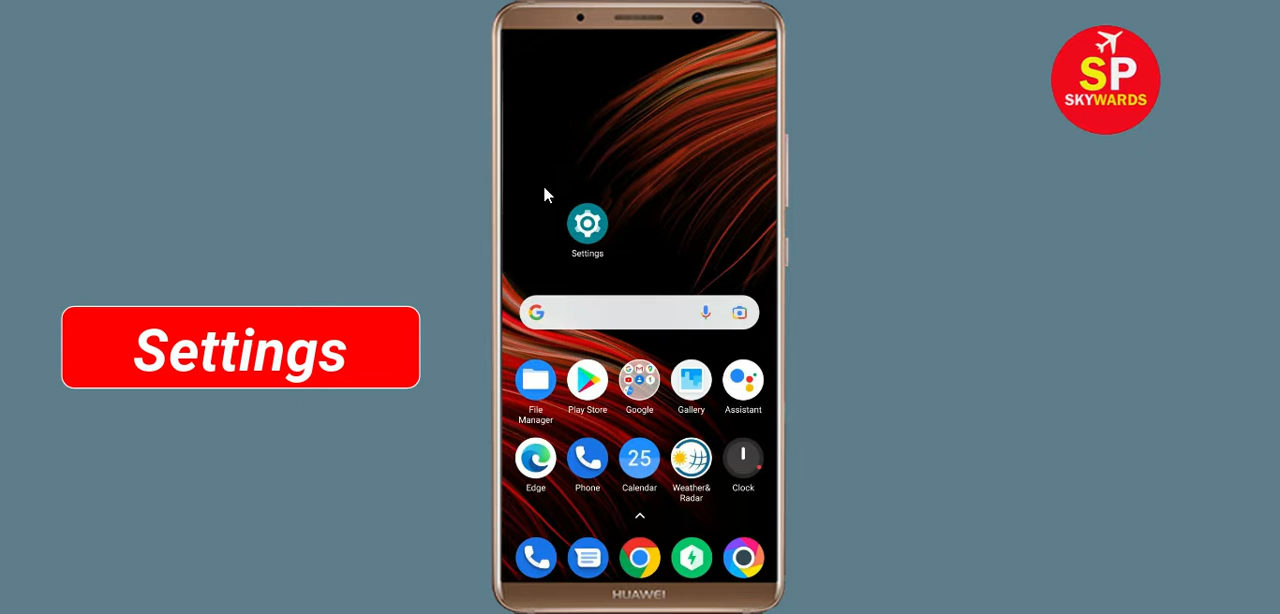 SP
SKYWARDS
Settings
Settings
File
Manager
Play Store
Google
Gallery
Assistant
Edge
Phone
25
Calendar
Weather&
Radar
Clock
HUAWEI